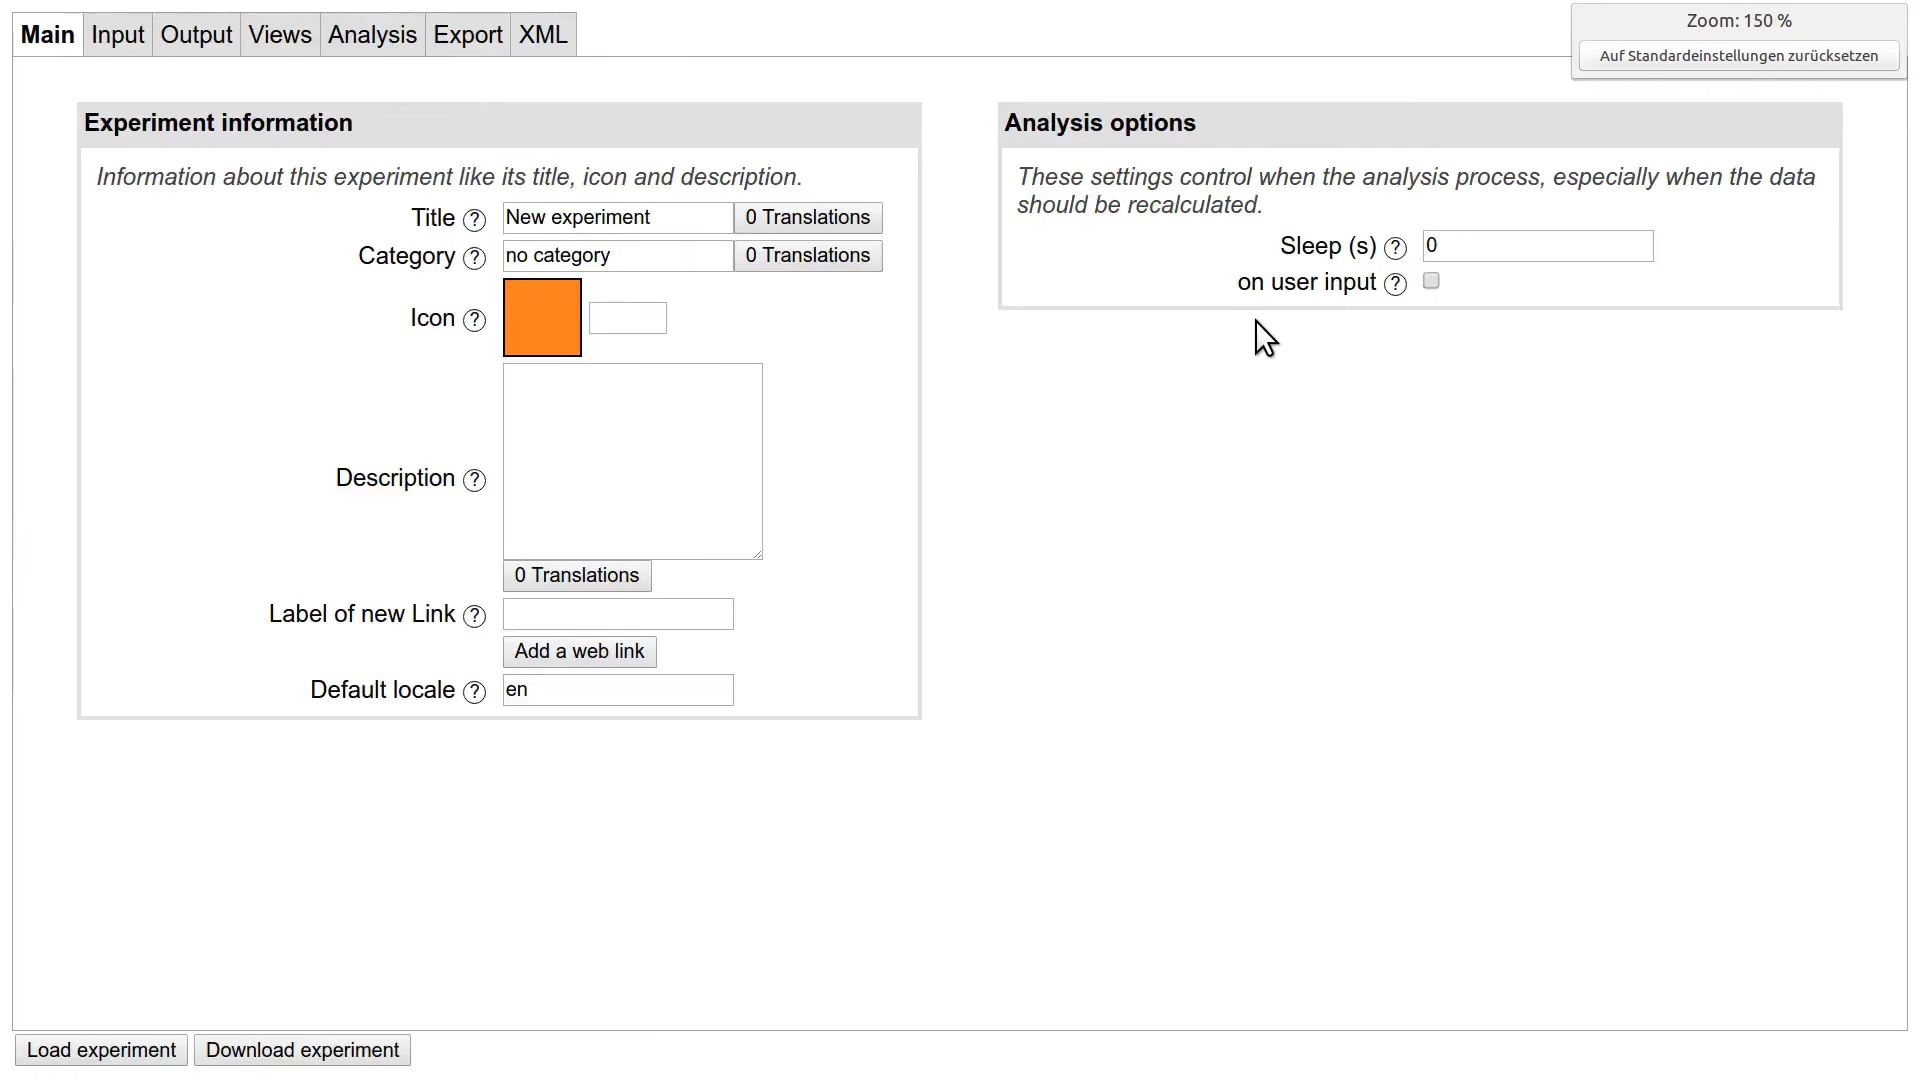 Main Input Output Views Analysis Export XML
Zoom: 150 %
Auf Standardeinstellungen zurücksetzen
Experiment information
Information about this experiment like its title, icon and description.
Title ? New experiment 0 Translations
Category ? no category 0 Translations
Icon ?
Description ?
0 Translations
Label of new Link ?
Add a web link
Default locale ? en
Analysis options
These settings control when the analysis process, especially when the data
should be recalculated.
Sleep (s) ? 0
on user input ?
Load experiment Download experiment